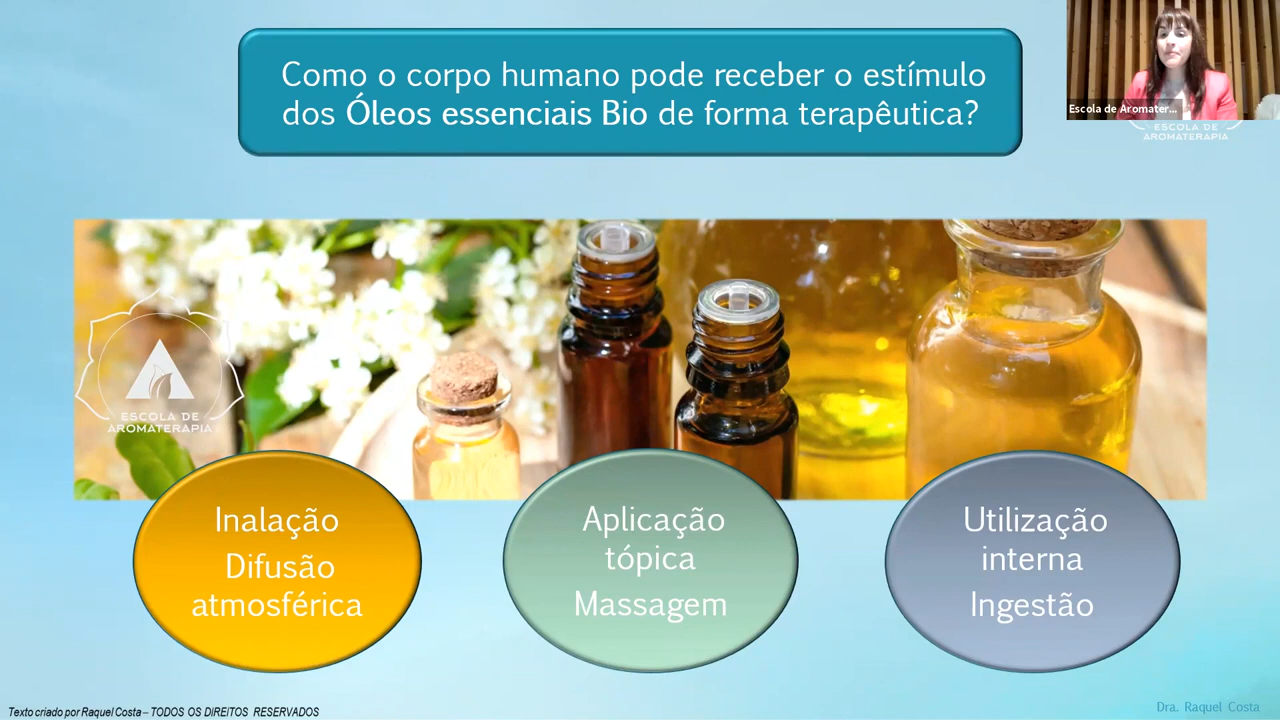 Como o corpo humano pode receber o estímulo
dos Óleos essenciais Bio de forma terapêutica?
Escola de Aromater...
ESCOLA DE
AROMATERAPIA
ESCOLA DE
AROMATERAPIA
Inalação
Difusão
atmosférica
Aplicação
tópica
Massagem
Utilização
interna
Ingestão
Texto criado por Raquel Costa – TODOS OS DIREITOS RESERVADOS
Dra. Raquel Costa